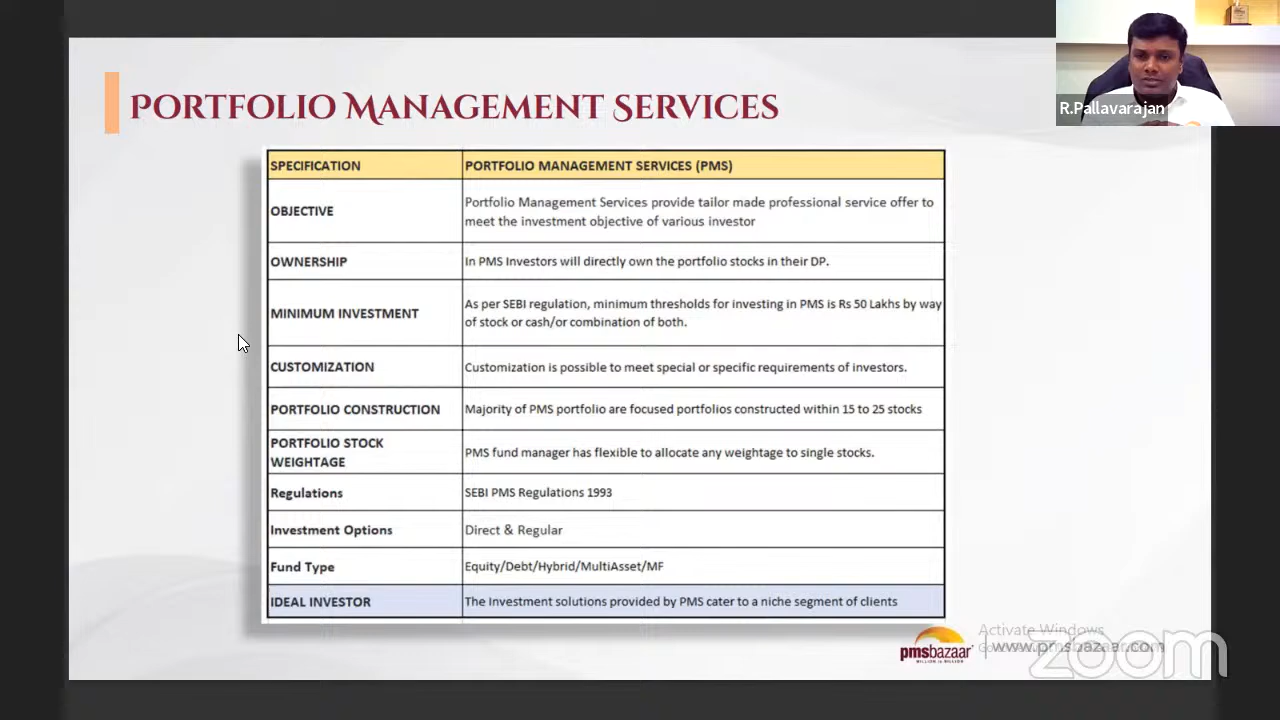 R.Pallavarajan
PORTFOLIO MANAGEMENT SERVICES
SPECIFICATION
PORTFOLIO MANAGEMENT SERVICES (PMS)
OBJECTIVE
Portfolio Management Services provide tailor made professional service offer to
meet the investment objective of various investor
OWNERSHIP
In PMS Investors will directly own the portfolio stocks in their DP.
MINIMUM INVESTMENT
As per SEBI regulation, minimum thresholds for investing in PMS is Rs 50 Lakhs by way
of stock or cash/or combination of both.
CUSTOMIZATION
Customization is possible to meet special or specific requirements of investors.
PORTFOLIO CONSTRUCTION
Majority of PMS portfolio are focused portfolios constructed within 15 to 25 stocks
PORTFOLIO STOCK
WEIGHTAGE
PMS fund manager has flexible to allocate any weightage to single stocks.
Regulations
SEBI PMS Regulations 1993
Investment Options
Direct & Regular
Fund Type
Equity/Debt/Hybrid/MultiAsset/MF
IDEAL INVESTOR
The Investment solutions provided by PMS cater to a niche segment of clients
pmsbazaar
Activate Windows
www.pmsbazaar.com
zoom